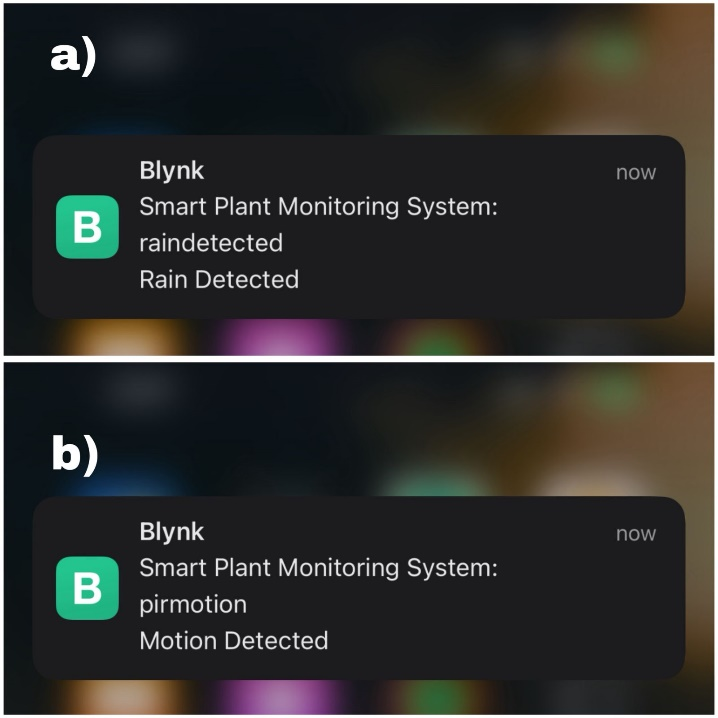 a)
Blynk
now
Smart Plant Monitoring System:
raindetected
Rain Detected
B
b)
Blynk
now
Smart Plant Monitoring System:
pirmotion
Motion Detected
B